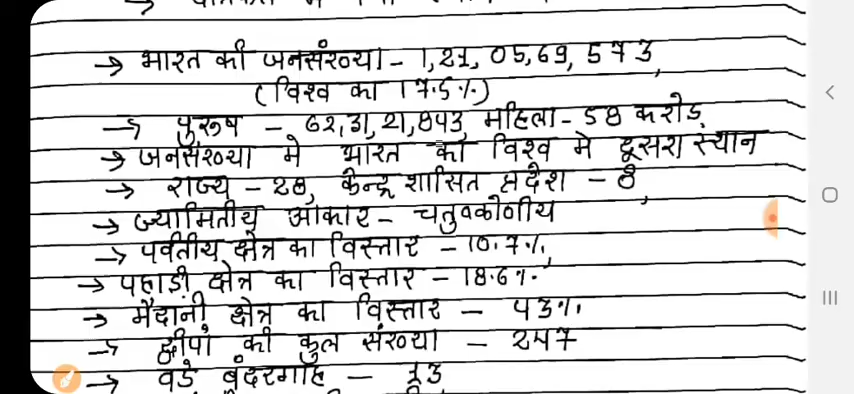 → भारत की जनसंख्या - 1,21,05,69,573,
(विश्व का 17.5%)
→ पुरूष - 62,31,21,843, महिला - 58 करोड़,
→ जनसंख्या मे भारत का विश्व मे दूसरा स्थान
→ राज्य - 28, केन्द्र शासित प्रदेश - 8,
→ ज्यामितीय आकार - चतुष्कोणीय
→ पर्वतीय क्षेत्र का विस्तार - 10.7%,
→ पहाड़ी क्षेत्र का विस्तार - 18.6%.
→ मैदानी क्षेत्र का विस्तार - 43%.
→ द्वीपों की कुल संख्या - 247
→ बडे बंदरगाह - 13